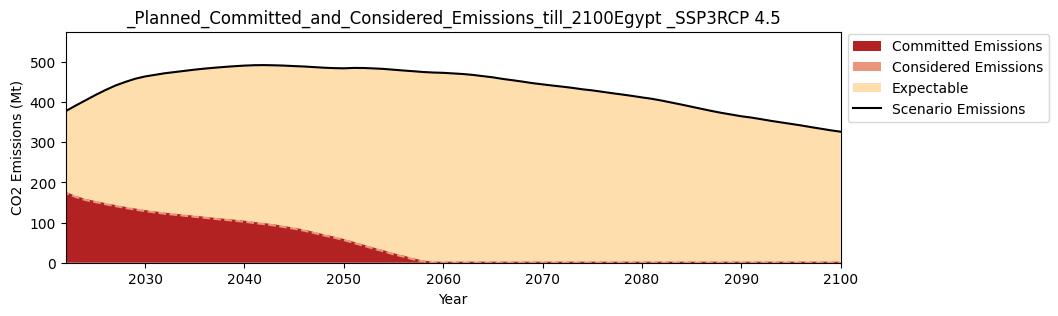 _Planned_Committed_and_Considered_Emissions_till_2100Egypt _SSP3RCP 4.5
Committed Emissions
Considered Emissions
Expectable
Scenario Emissions
CO2 Emissions (Mt)
500
400
300
200
100
0
2030 2040 2050 2060 2070 2080 2090 2100
Year